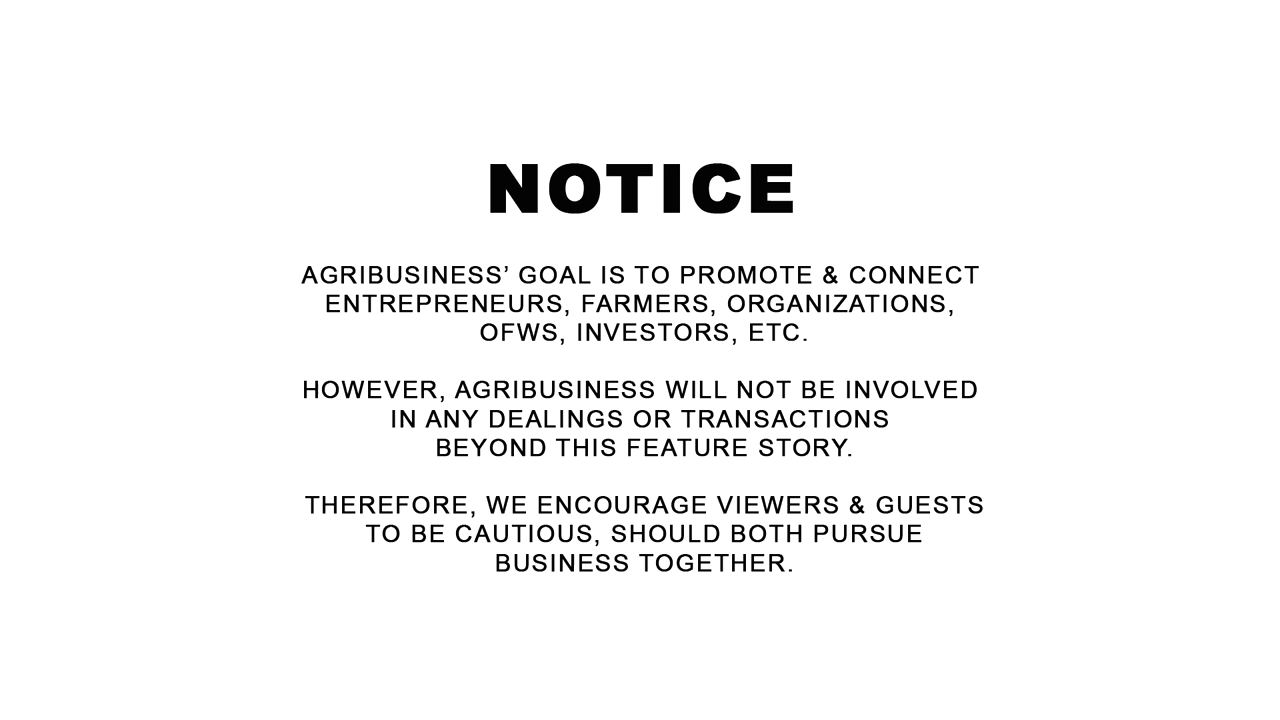 NOTICE
AGRIBUSINESS’ GOAL IS TO PROMOTE & CONNECT
ENTREPRENEURS, FARMERS, ORGANIZATIONS,
OFWS, INVESTORS, ETC.
HOWEVER, AGRIBUSINESS WILL NOT BE INVOLVED
IN ANY DEALINGS OR TRANSACTIONS
BEYOND THIS FEATURE STORY.
THEREFORE, WE ENCOURAGE VIEWERS & GUESTS
TO BE CAUTIOUS, SHOULD BOTH PURSUE
BUSINESS TOGETHER.